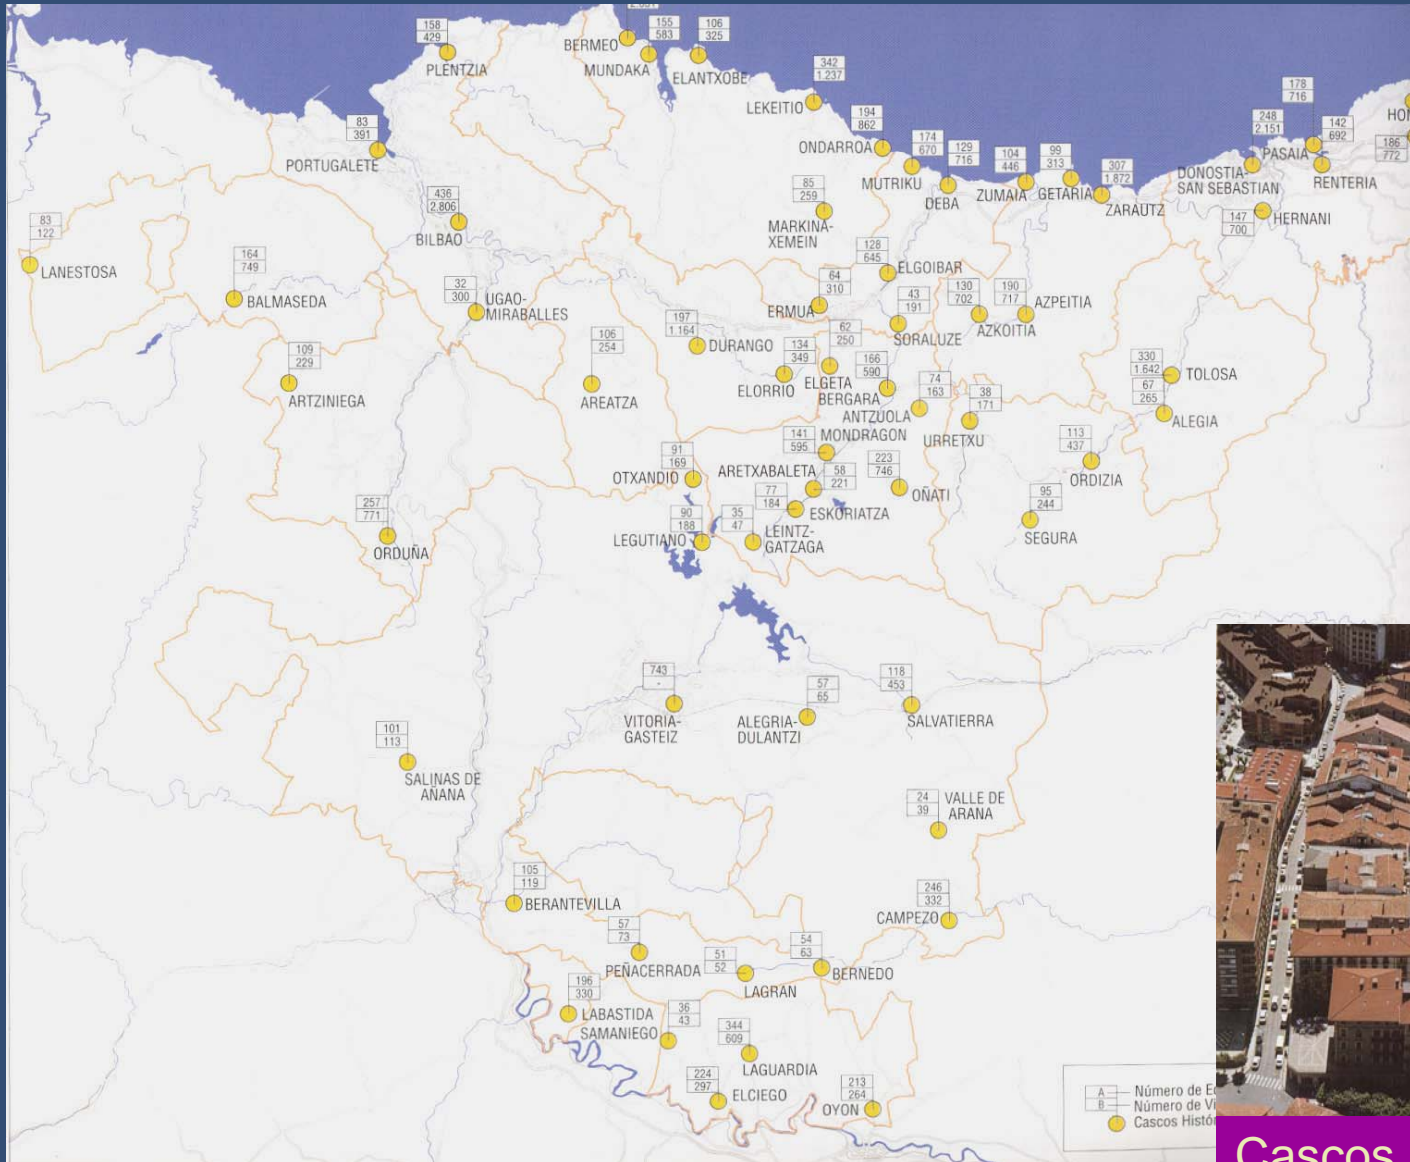 158
429
PLENTZIA
BERMEO
155
583
MUNDAKA
106
325
ELANTXOBE
342
1.237
LEKEITIO
194
862
ONDARROA
174
670
MUTRIKU
129
716
DEBA
104
446
ZUMAIA
99
313
GETARIA
307
1.872
ZARAUTZ
248
2.151
DONOSTIA-
SAN SEBASTIAN
178
716
PASAIA
142
692
RENTERIA
186
772
147
700
HERNANI
83
391
PORTUGALETE
436
2.806
BILBAO
85
259
MARKINA-
XEMEIN
83
122
LANESTOSA
164
749
BALMASEDA
32
300
UGAO-
MIRABALLES
128
645
ELGOIBAR
64
310
ERMUA
43
191
SORALUZE
130
702
AZKOITIA
190
717
AZPEITIA
109
229
ARTZINIEGA
106
254
AREATZA
197
1.164
DURANGO
134
349
ELORRIO
62
250
ELGETA
166
590
BERGARA
74
163
ANTZUOLA
38
171
URRETXU
330
1.642
TOLOSA
67
265
ALEGIA
113
437
ORDIZIA
141
595
MONDRAGON
91
169
OTXANDIO
ARETXABALETA
58
221
77
184
ESKORIATZA
223
746
OÑATI
95
244
SEGURA
257
771
ORDUÑA
90
188
LEGUTIANO
35
47
LEINTZ-
GATZAGA
743
-
VITORIA-
GASTEIZ
57
65
ALEGRIA-
DULANTZI
118
453
SALVATIERRA
101
113
SALINAS DE
AÑANA
24
39
VALLE DE
ARANA
105
119
BERANTEVILLA
246
332
CAMPEZO
57
73
PEÑACERRADA
51
52
LAGRAN
54
63
BERNEDO
196
330
LABASTIDA
36
43
SAMANIEGO
344
609
LAGUARDIA
224
297
ELCIEGO
213
264
OYON
A Número de
B Número de
Cascos
Cascos